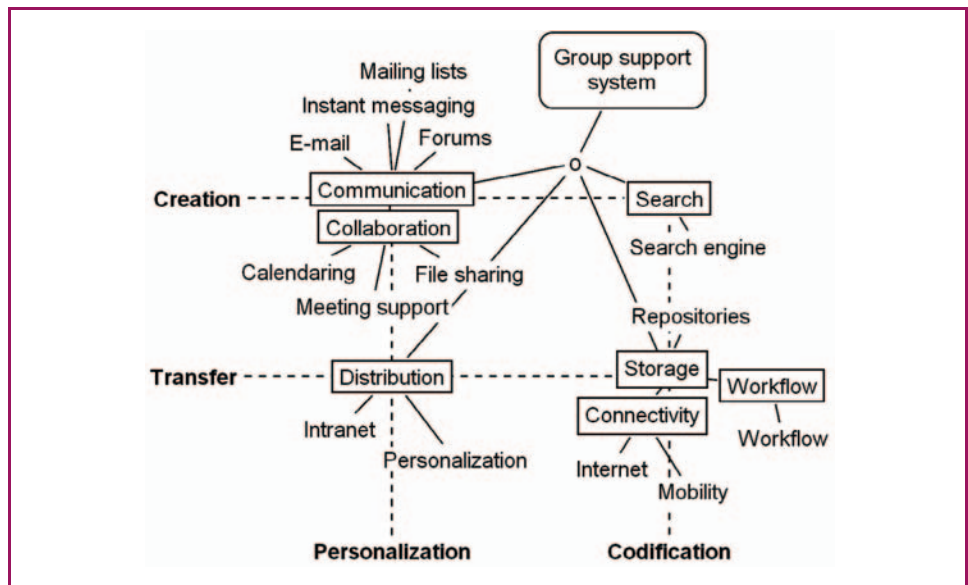 Group support
system
Mailing lists
Instant messaging
E-mail
Forums
Creation
Communication
Search
Collaboration
Search engine
Calendaring
File sharing
Meeting support
Repositories
Transfer
Distribution
Storage
Workflow
Connectivity
Intranet
Workflow
Personalization
Internet
Mobility
Personalization
Codification